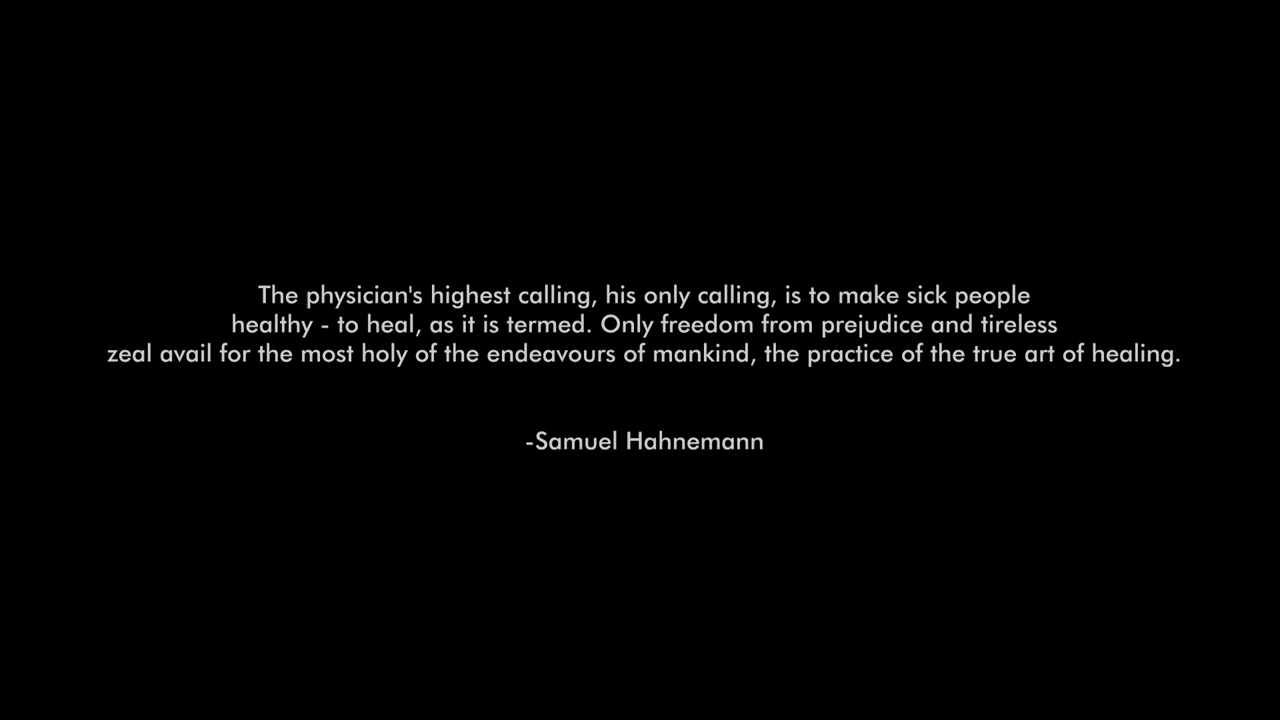 The physician's highest calling, his only calling, is to make sick people
healthy - to heal, as it is termed. Only freedom from prejudice and tireless
zeal avail for the most holy of the endeavours of mankind, the practice of the true art of healing.
-Samuel Hahnemann